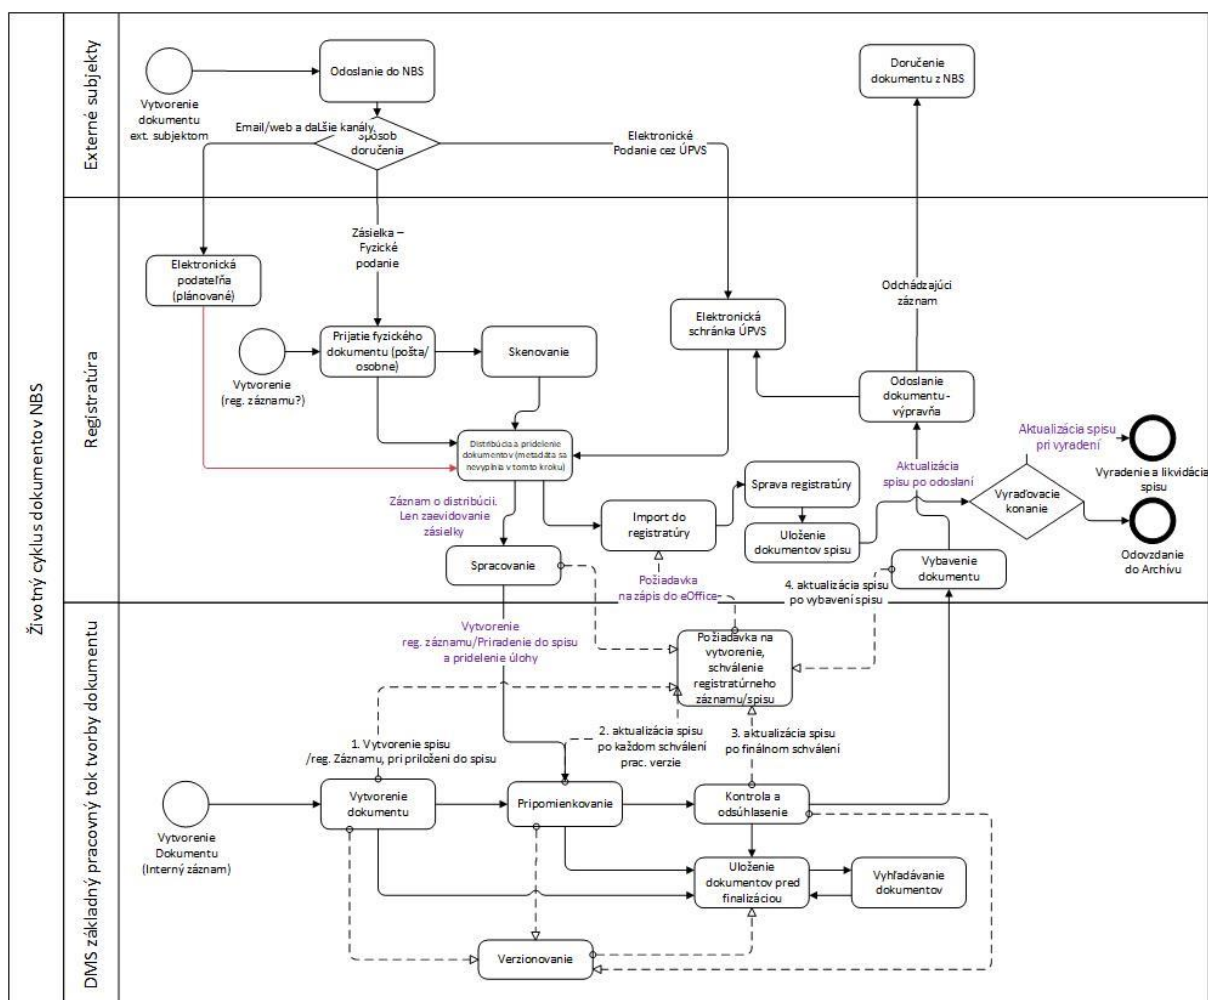 Životný cyklus dokumentov NBS
Externé subjekty
Vytvorenie
dokumentu
ext. subjektom
Odoslanie do NBS
Email/web a daĽšie kanály
Spôsob
doručenia
Elektronické
Podanie cez ÚPVS
Doručenie
dokumentu z NBS
Registratúra
Elektronická
podateľňa
(plánované)
Zásielka –
Fyzické
podanie
Vytvorenie
(reg. záznamu?)
Prijatie fyzického
dokumentu (pošta/
osobne)
Skenovanie
Elektronická
schránka ÚPVS
Odchádzajúci
záznam
Odoslanie
dokumentu-
výpravňa
Distribúcia a pridelenie
dokumentov (metadáta sa
nevyplnia v tomto kroku)
Záznam o distribúcii.
Len zaevidovanie
zásielky
Spracovanie
Import do
registratúry
Sprava registratúry
Uloženie
dokumentov spisu
Aktualizácia
spisu po odoslaní
Aktualizácia spisu
pri vyradení
Vyraďovacie
konanie
Vyradenie a likvidácia
spisu
Odovzdanie
do Archívu
Požiadavka
na zápis do eOffice
4. aktualizácia spisu
po vybavení spisu
Vybavenie
dokumentu
DMS základný pracovný tok tvorby dokumentu
Vytvorenie
reg. záznamu/Priradenie do spisu
a pridelenie úlohy
Požiadavka na
vytvorenie,
schválenie
registratúrneho
záznamu/spisu
1. Vytvorenie spisu
/reg. Záznamu, pri priložení do spisu
2. aktualizácia spisu
po každom schválení
prac. verzie
3. aktualizácia spisu
po finálnom schválení
Vytvorenie
Dokumentu
(Interný záznam)
Vytvorenie
dokumentu
Pripomienkovanie
Kontrola a
odsúhlasenie
Uloženie
dokumentov pred
finalizáciou
Vyhľadávanie
dokumentov
Verzionovanie